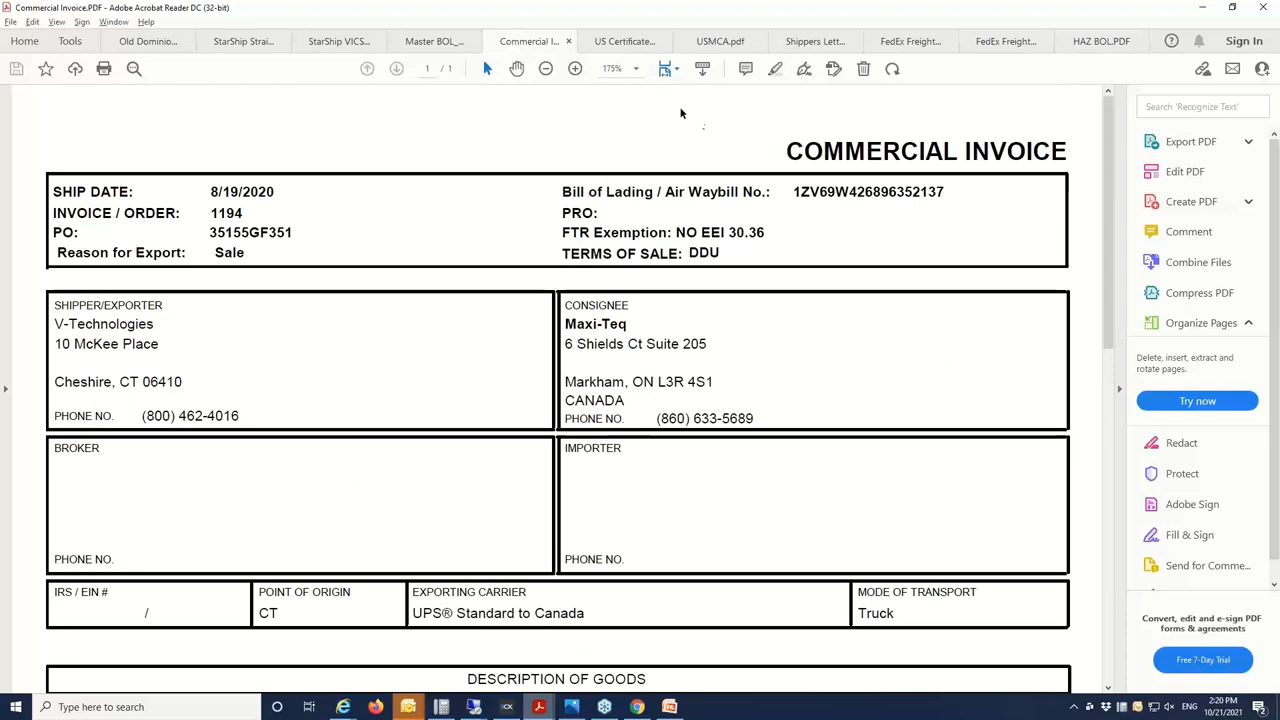 Commercial Invoice.PDF - Adobe Acrobat Reader DC (32-bit)
File Edit View Sign Window Help
Home Tools Old Dominio... StarShip Strai... StarShip VICS... Master BOL_... Commercial I... × US Certificate... USMCA.pdf Shippers Lett... FedEx Freight... FedEx Freight... HAZ BOL.PDF Sign In
1 / 1 175%
COMMERCIAL INVOICE
SHIP DATE: 8/19/2020 Bill of Lading / Air Waybill No.: 1ZV69W426896352137
INVOICE / ORDER: 1194 PRO:
PO: 35155GF351 FTR Exemption: NO EEI 30.36
Reason for Export: Sale TERMS OF SALE: DDU
SHIPPER/EXPORTER
V-Technologies
10 McKee Place
Cheshire, CT 06410
PHONE NO. (800) 462-4016
CONSIGNEE
Maxi-Teq
6 Shields Ct Suite 205
Markham, ON L3R 4S1
CANADA
PHONE NO. (860) 633-5689
BROKER
PHONE NO.
IMPORTER
PHONE NO.
IRS / EIN # POINT OF ORIGIN EXPORTING CARRIER MODE OF TRANSPORT
/ CT UPS® Standard to Canada Truck
DESCRIPTION OF GOODS
Search 'Recognize Text'
Export PDF
Edit PDF
Create PDF
Comment
Combine Files
Compress PDF
Organize Pages
Delete, insert, extract and
rotate pages.
Try now
Redact
Protect
Adobe Sign
Fill & Sign
Send for Comme...
Convert, edit and e-sign PDF
forms & agreements
Free 7-Day Trial
Type here to search
ENG
2:20 PM
10/21/2021
2